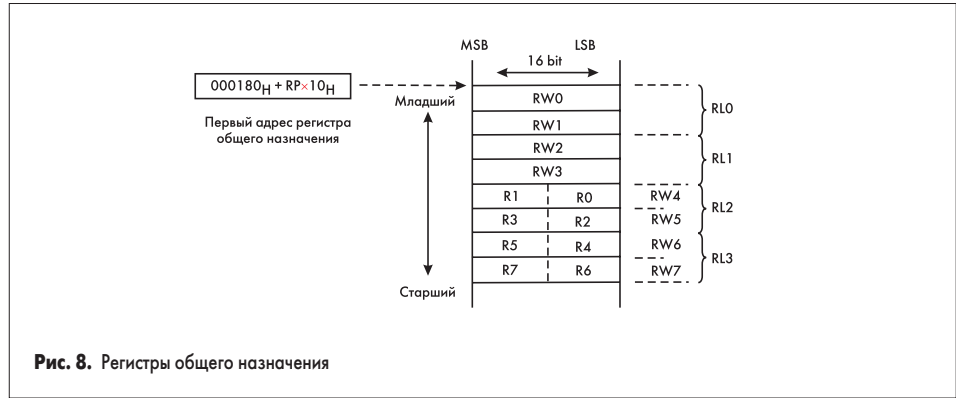 MSB LSB
16 bit
000180H + RP×10H
Младший
Первый адрес регистра
общего назначения
RW0
RW1
RL0
RW2
RW3
RL1
R1 R0 RW4
R3 R2 RW5
RL2
R5 R4 RW6
R7 R6 RW7
RL3
Старший
Рис. 8. Регистры общего назначения